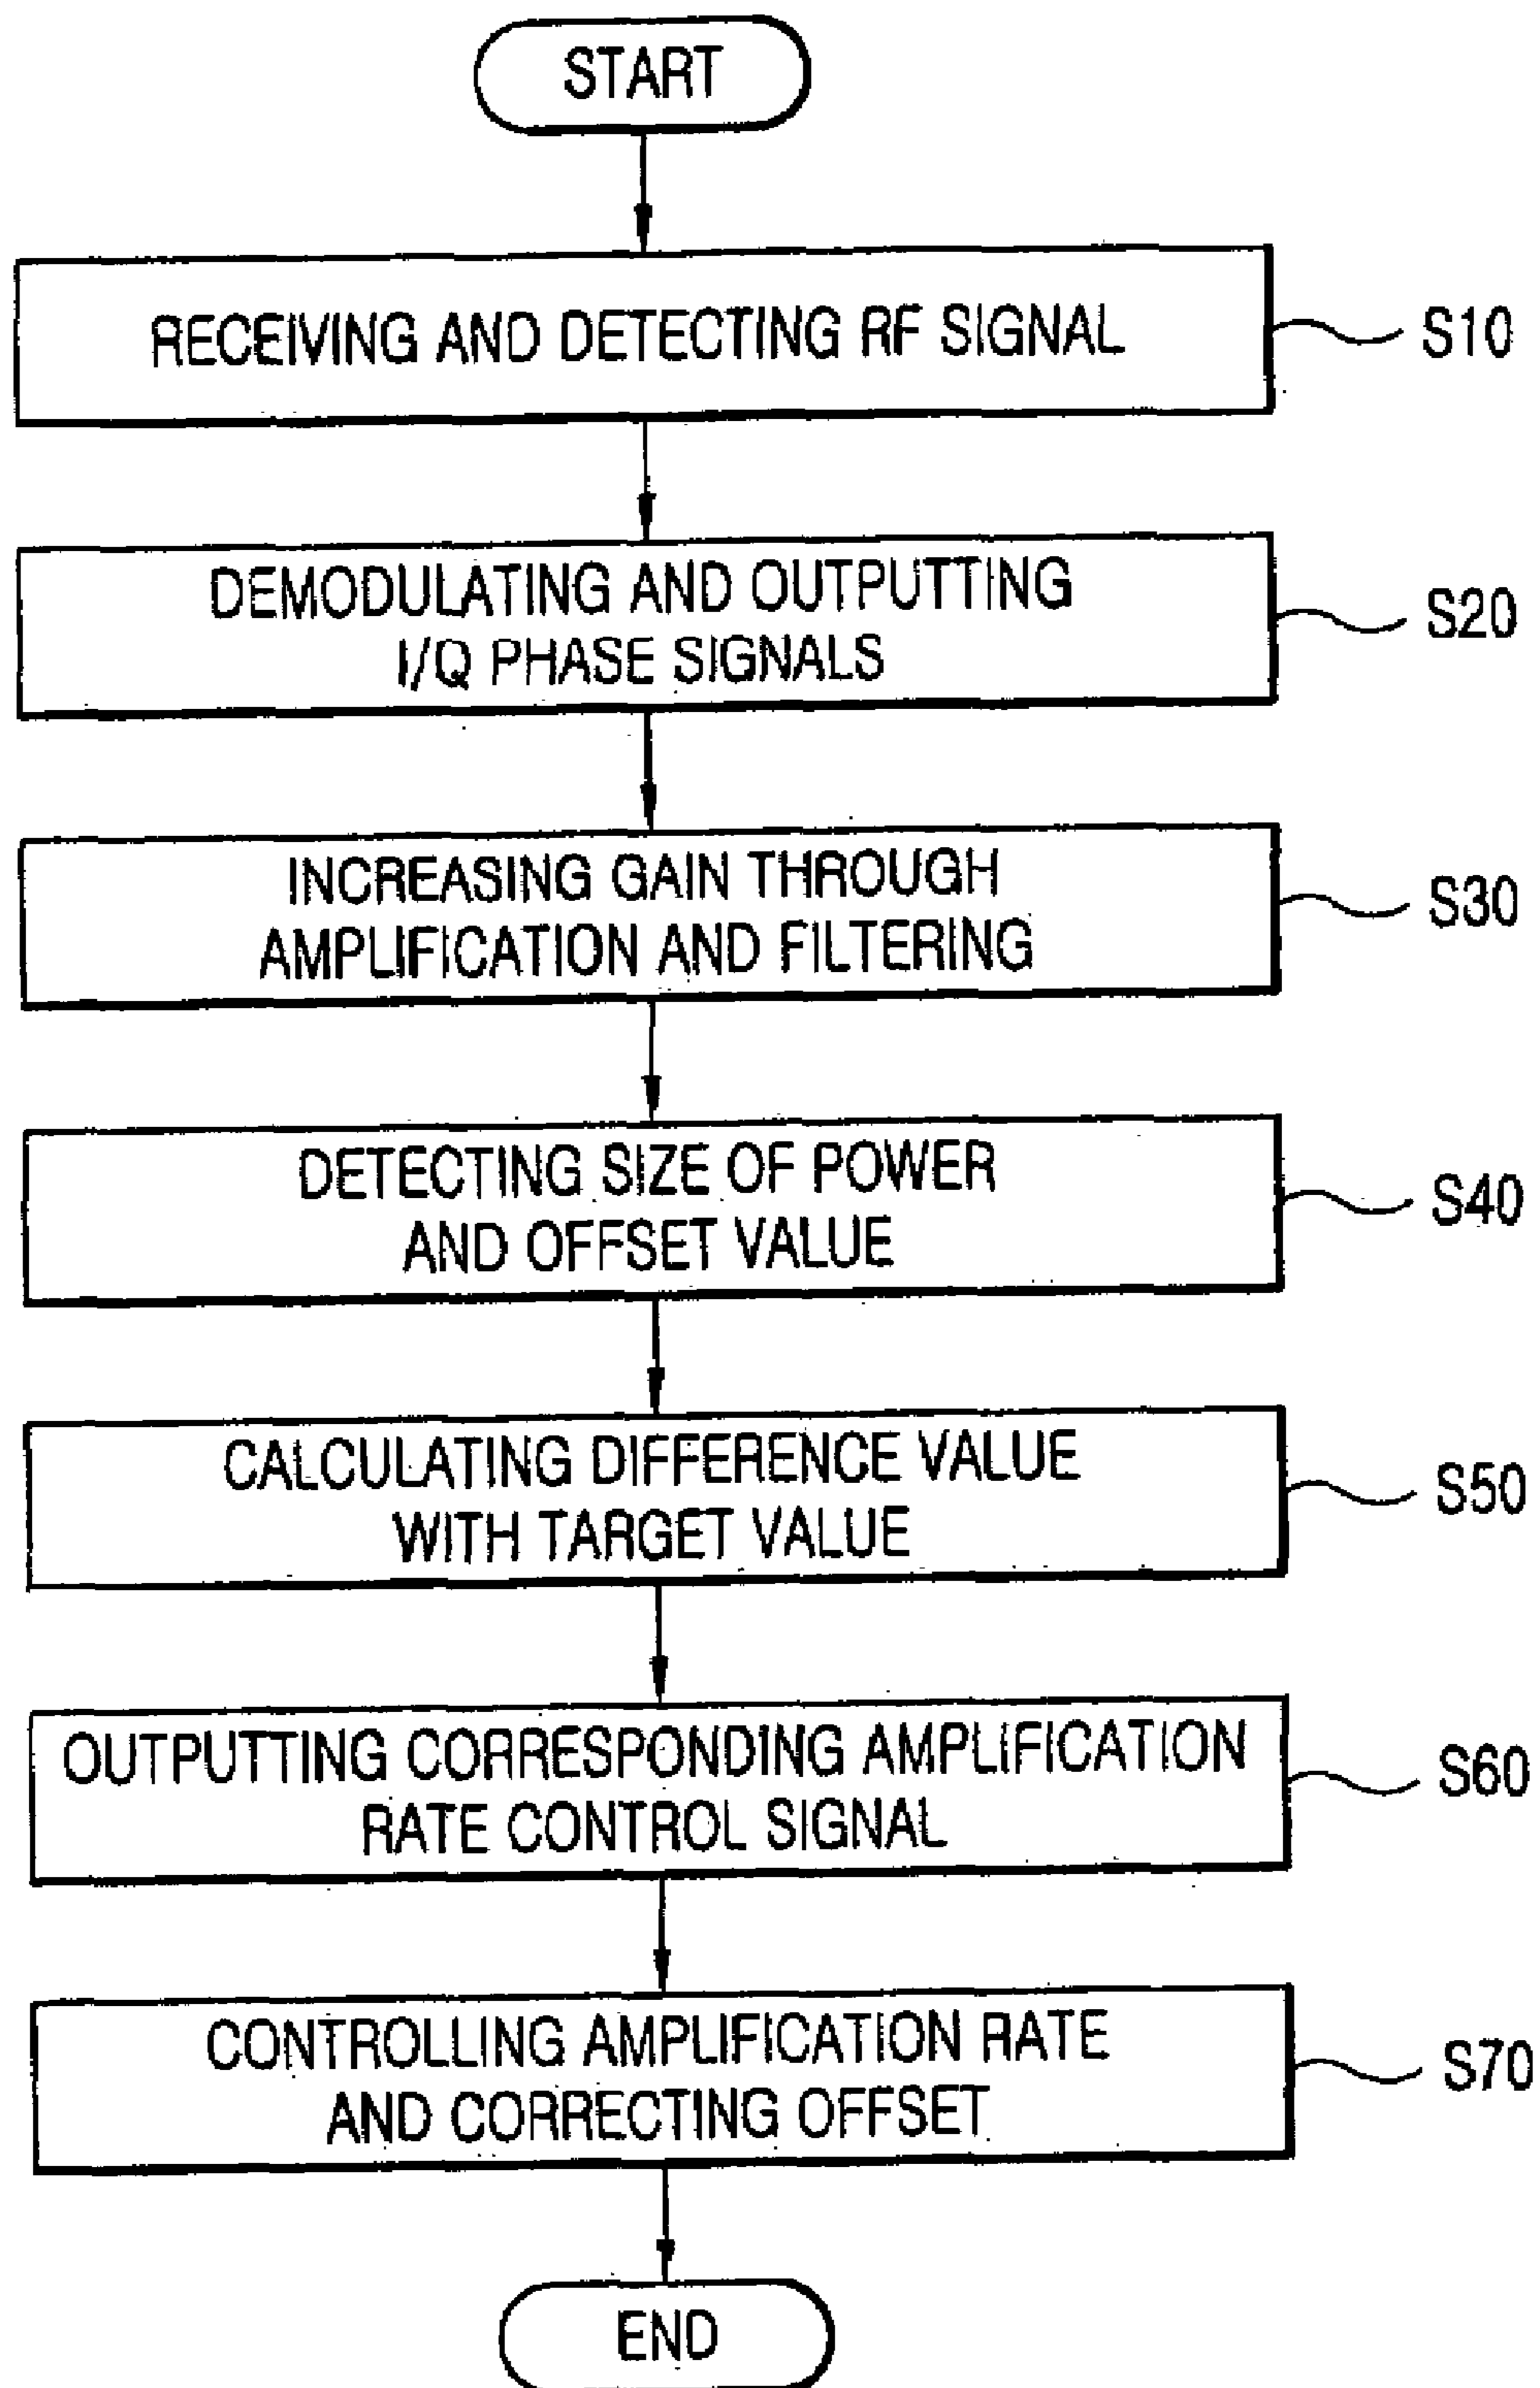 START
RECEIVING AND DETECTING RF SIGNAL
S10
DEMODULATING AND OUTPUTTING
I/Q PHASE SIGNALS
S20
INCREASING GAIN THROUGH
AMPLIFICATION AND FILTERING
S30
DETECTING SIZE OF POWER
AND OFFSET VALUE
S40
CALCULATING DIFFERENCE VALUE
WITH TARGET VALUE
S50
OUTPUTTING CORRESPONDING AMPLIFICATION
RATE CONTROL SIGNAL
S60
CONTROLLING AMPLIFICATION RATE
AND CORRECTING OFFSET
S70
END